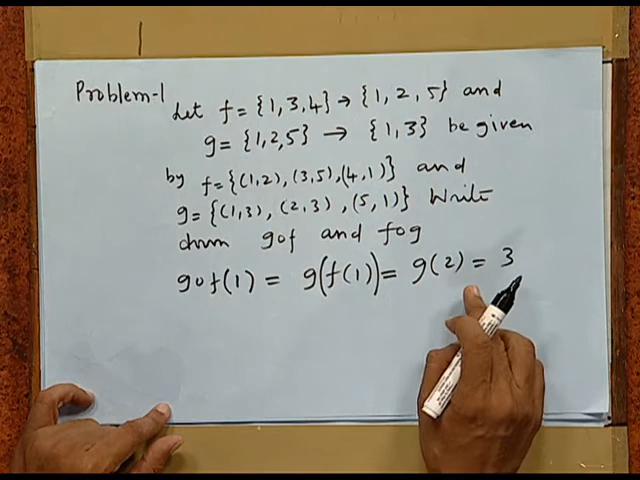 Problem-1
Let f = {1,3,4} → {1,2,5} and
g = {1,2,5} → {1,3} be given
by f = {(1,2), (3,5), (4,1)} and
g = {(1,3), (2,3), (5,1)} Write
down gof and fog
gof(1) = g(f(1)) = g(2) = 3